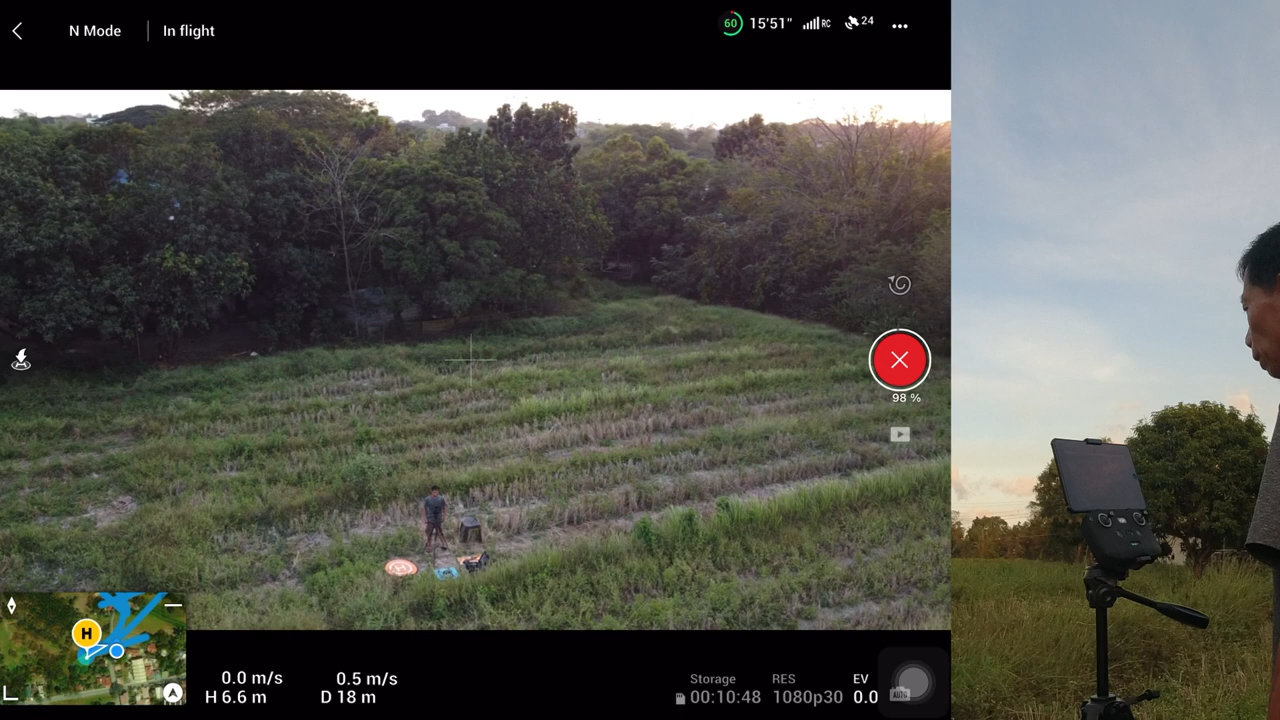 N Mode
In flight
60
15'51"
RC
24
98 %
H
H
0.0 m/s
0.5 m/s
H 6.6 m
D 18 m
Storage
RES
EV
00:10:48
1080p30
0.0
AUTO